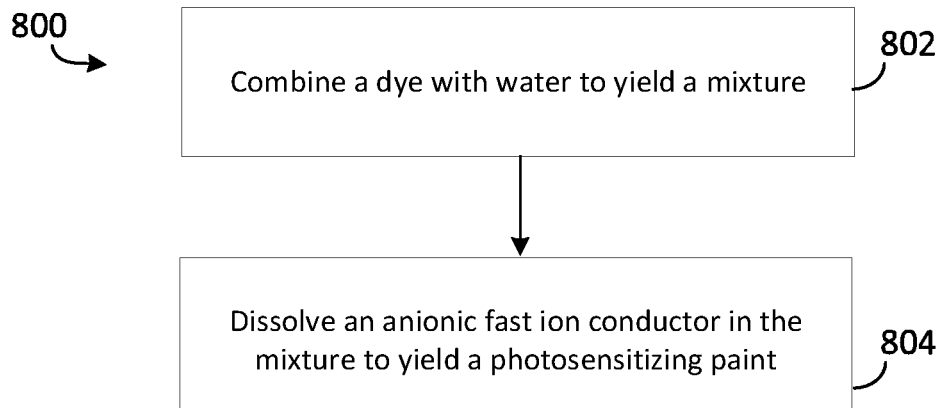 800
802
Combine a dye with water to yield a mixture
Dissolve an anionic fast ion conductor in the
mixture to yield a photosensitizing paint
804